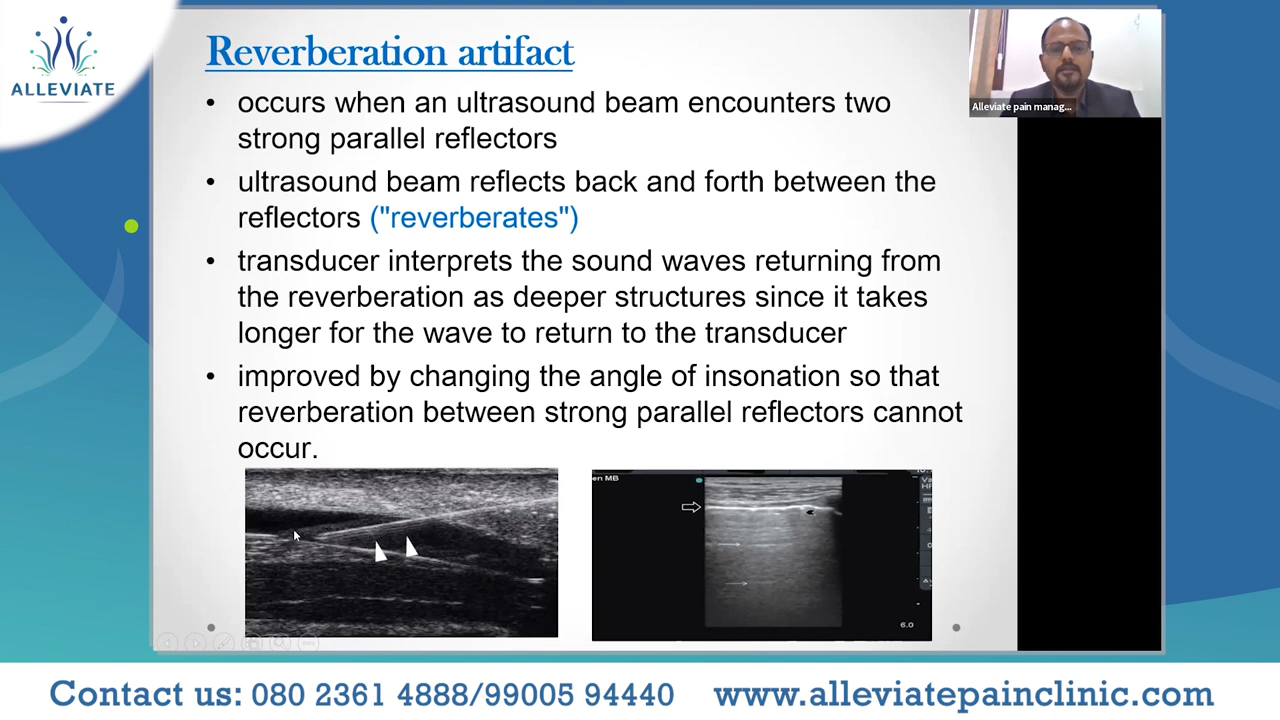 ALLEVIATE
Reverberation artifact
Alleviate pain manag...
• occurs when an ultrasound beam encounters two
strong parallel reflectors
• ultrasound beam reflects back and forth between the
reflectors ("reverberates")
• transducer interprets the sound waves returning from
the reverberation as deeper structures since it takes
longer for the wave to return to the transducer
• improved by changing the angle of insonation so that
reverberation between strong parallel reflectors cannot
occur.
en MB
6.0
Contact us: 080 2361 4888/99005 94440 www.alleviatepainclinic.com